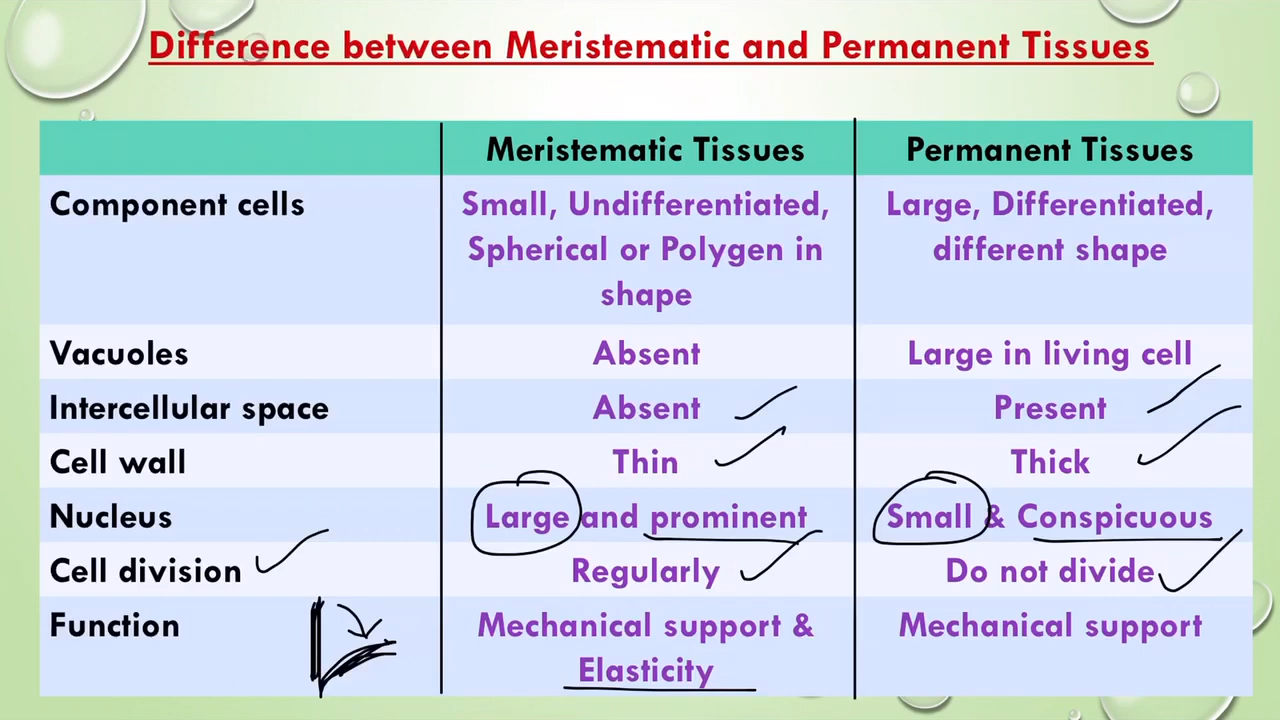 Difference between Meristematic and Permanent Tissues
Meristematic Tissues
Permanent Tissues
Component cells
Small, Undifferentiated,
Spherical or Polygen in
shape
Large, Differentiated,
different shape
Vacuoles
Absent
Large in living cell
Intercellular space
Absent
Present
Cell wall
Thin
Thick
Nucleus
Large and prominent
Small & Conspicuous
Cell division
Regularly
Do not divide
Function
Mechanical support &
Elasticity
Mechanical support